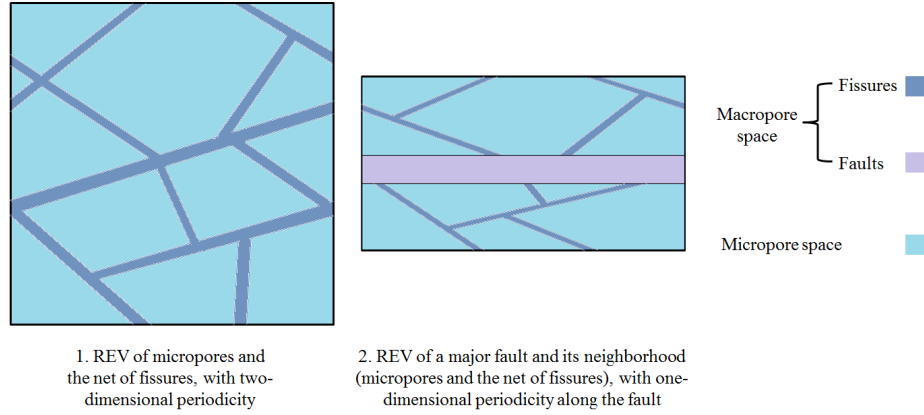 Fissures
Macropore
space
Faults
Micropore space
1. REV of micropores and
the net of fissures, with two-
dimensional periodicity
2. REV of a major fault and its neighborhood
(micropores and the net of fissures), with one-
dimensional periodicity along the fault